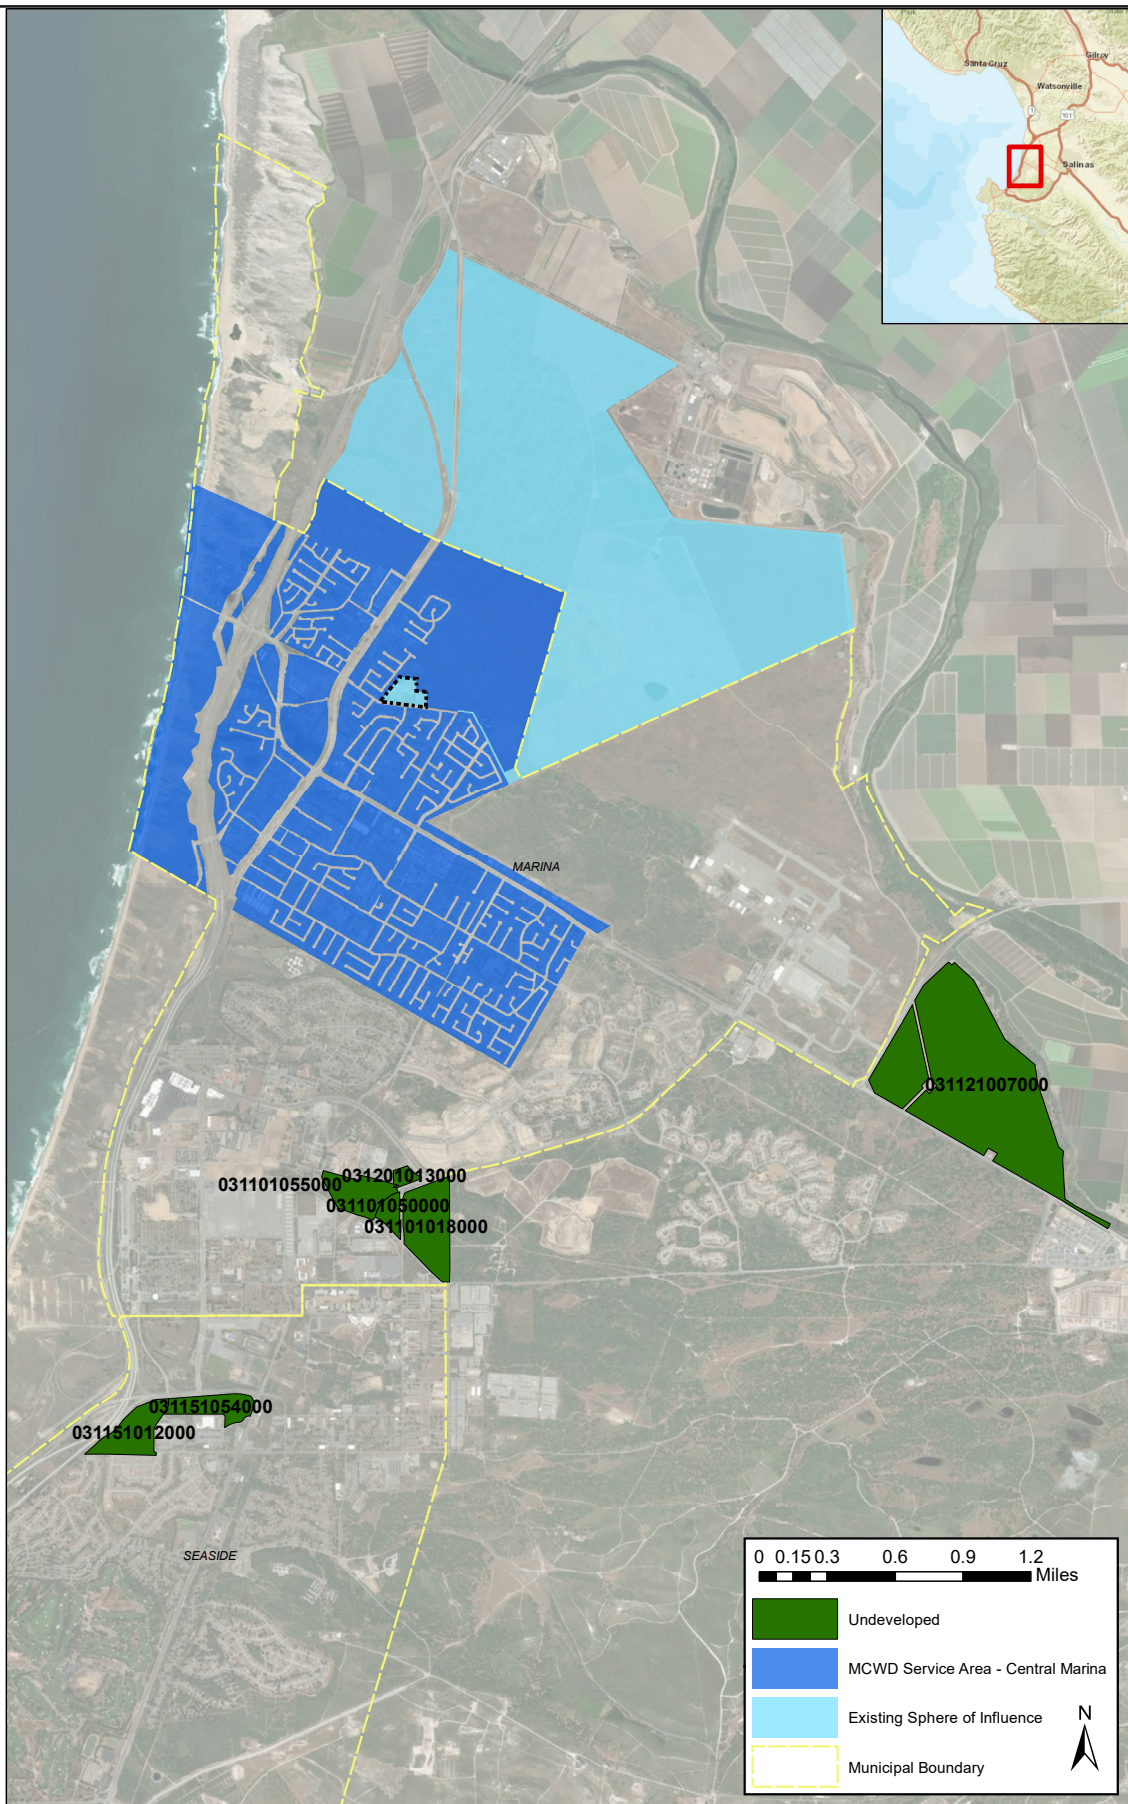 Santa Cruz
Gilroy
Watsonville
1
101
Salinas
MARINA
031121007000
031201013000
031101055000
031101050000
031101018000
031151054000
031151012000
SEASIDE
0 0.15 0.3 0.6 0.9 1.2
Miles
Undeveloped
MCWD Service Area - Central Marina
Existing Sphere of Influence
N
Municipal Boundary